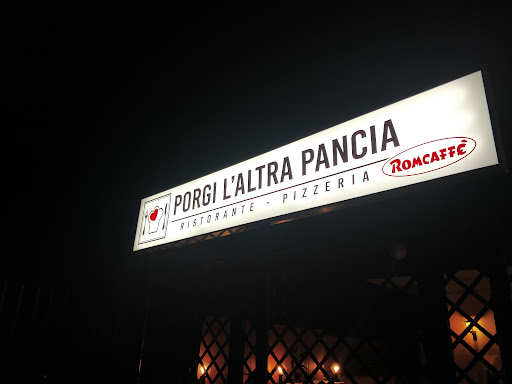 PORGI L'ALTRA PANCIA
RISTORANTE - PIZZERIA
ROMCAFFÈ